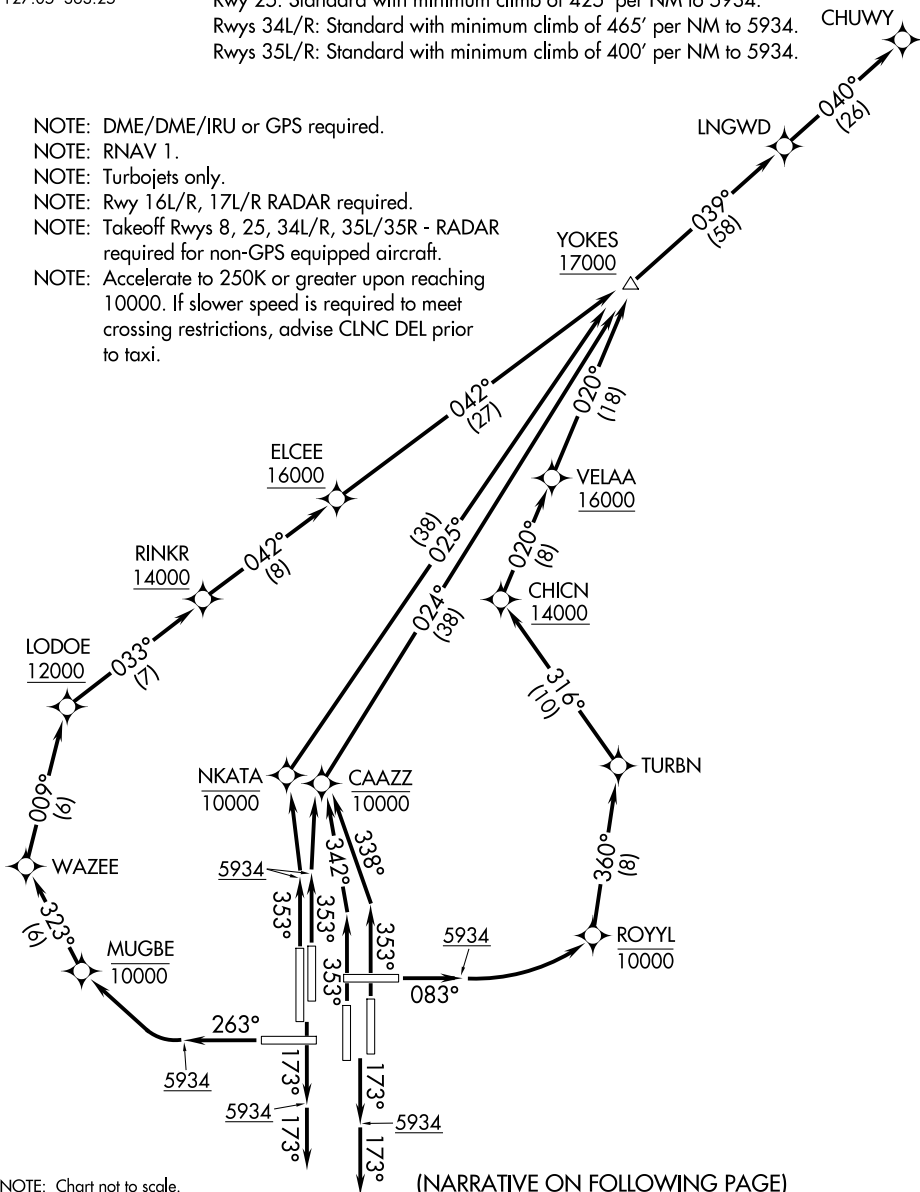 127.05 363.25
Rwy 25: Standard with minimum climb of 425' per NM to 5934.
Rwys 34L/R: Standard with minimum climb of 465' per NM to 5934.
Rwys 35L/R: Standard with minimum climb of 400' per NM to 5934.
CHUWY
040°
(26)
NOTE: DME/DME/IRU or GPS required.
NOTE: RNAV 1.
NOTE: Turbojets only.
NOTE: Rwy 16L/R, 17L/R RADAR required.
NOTE: Takeoff Rwys 8, 25, 34L/R, 35L/35R - RADAR
required for non-GPS equipped aircraft.
NOTE: Accelerate to 250K or greater upon reaching
10000. If slower speed is required to meet
crossing restrictions, advise CLNC DEL prior
to taxi.
LNGWD
039°
(58)
YOKES
17000
042°
(27)
020°
(18)
ELCEE
16000
VELAA
16000
(38)
025°
020°
(8)
RINKR
14000
042°
(8)
024°
(38)
CHICN
14000
LODOE
12000
033°
(7)
316°
(10)
NKATA
10000
CAAZZ
10000
TURBN
009°
(9)
342°
338°
360°
(8)
WAZEE
5934
353°
353°
323°
(6)
353°
353°
5934
ROYYL
10000
MUGBE
10000
083°
263°
5934
173°
173°
5934
5934
173°
173°
NOTE: Chart not to scale.
(NARRATIVE ON FOLLOWING PAGE)